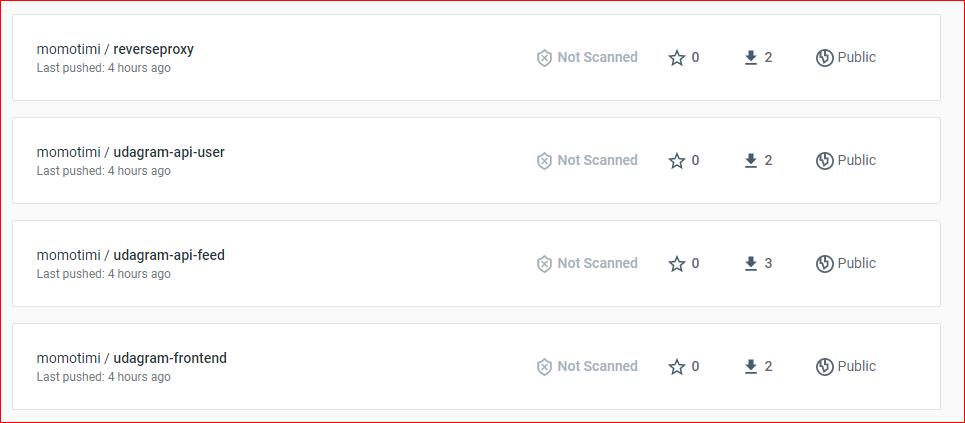 momotimi / reverseproxy
Last pushed: 4 hours ago
Not Scanned
0
2
Public
momotimi / udagram-api-user
Last pushed: 4 hours ago
Not Scanned
0
2
Public
momotimi / udagram-api-feed
Last pushed: 4 hours ago
Not Scanned
0
3
Public
momotimi / udagram-frontend
Last pushed: 4 hours ago
Not Scanned
0
2
Public